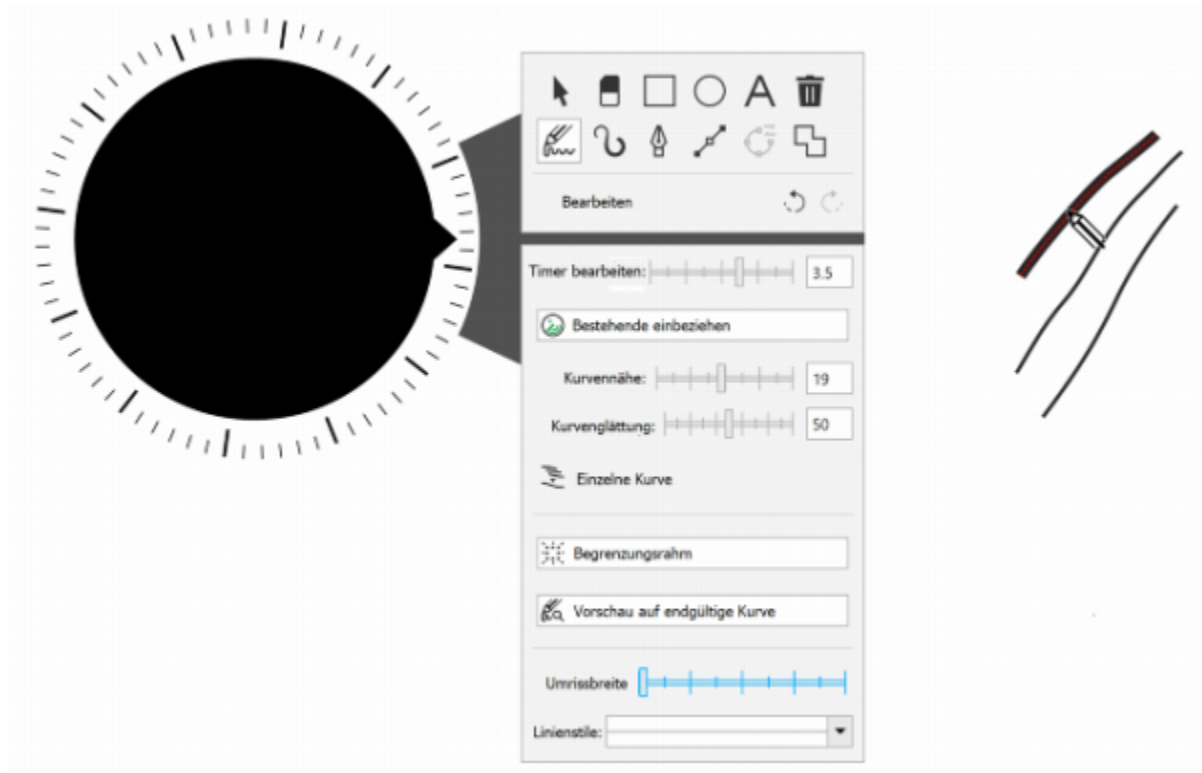 A
Bearbeiten
Timer bearbeiten:
3.5
Bestehende einbeziehen
Kurvennähe:
19
Kurvenglättung:
50
Einzelne Kurve
Begrenzungsrahm
Vorschau auf endgültige Kurve
Umrissbreite
Linienstile: